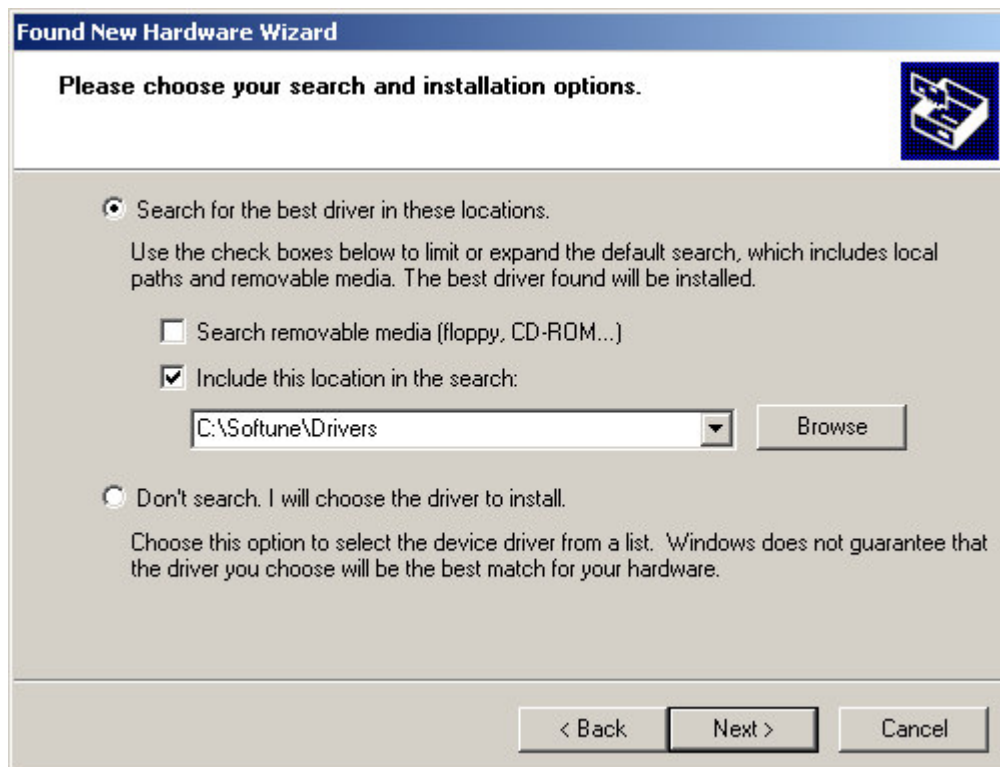 Found New Hardware Wizard
Please choose your search and installation options.
Search for the best driver in these locations.
Use the check boxes below to limit or expand the default search, which includes local
paths and removable media. The best driver found will be installed.
Search removable media (floppy, CD-ROM...)
Include this location in the search:
C:\Softune\Drivers
Browse
Don't search. I will choose the driver to install.
Choose this option to select the device driver from a list.  Windows does not guarantee that
the driver you choose will be the best match for your hardware.
< Back
Next >
Cancel